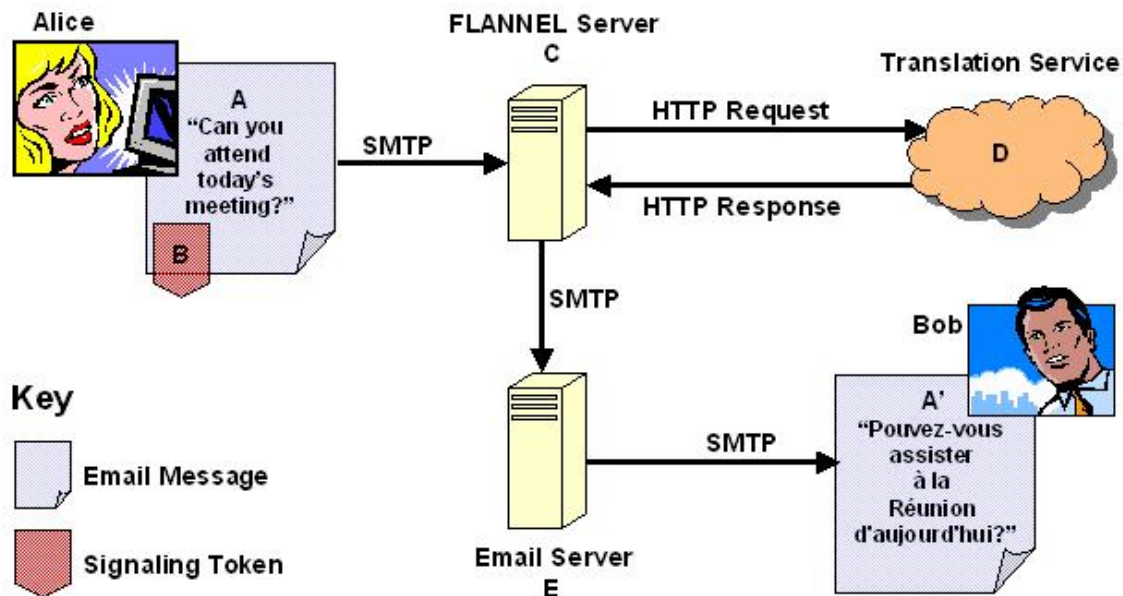 Alice
A
“Can you
attend
today's
meeting?”
B
SMTP
FLANNEL Server
C
HTTP Request
HTTP Response
Translation Service
D
SMTP
Bob
Key
Email Message
Signaling Token
Email Server
E
SMTP
A’
“Pouvez-vous
assister
à la
Réunion
d'aujourd'hui?”